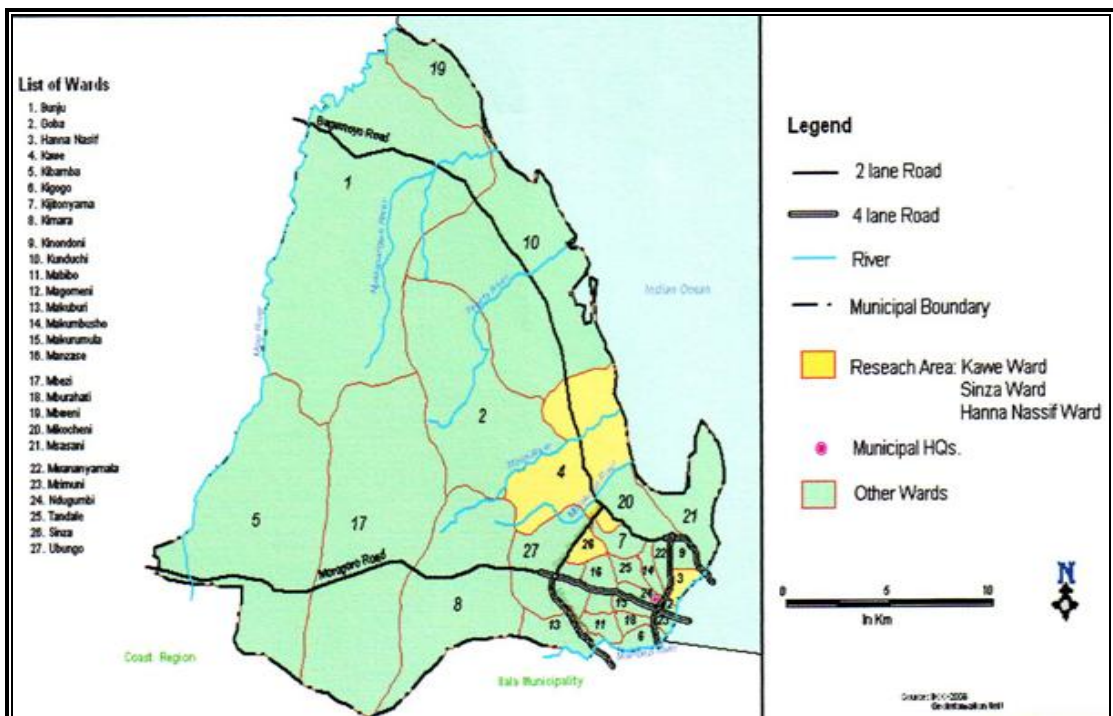 List of Wards
1. Bunju
2. Goba
3. Hanna Nasif
4. Kawe
5. Kibamba
6. Kigogo
7. Kijitonyama
8. Kimara
9. Kinondoni
10. Kunduchi
11. Mabibo
12. Magomeni
13. Makuburi
14. Makumbusho
15. Makurumula
16. Manzase
17. Mbezi
18. Mburahati
19. Mbweni
20. Mikocheni
21. Msasani
22. Mwananyamala
23. Mzimuni
24. Ndugumbi
25. Tandale
26. Sinza
27. Ubungo
19
Bagamoyo Road
1
10
Indian Ocean
2
4
20
21
5
17
27
26
7
22
9
16
25
14
3
Morogoro Road
8
24
15
23
13
11
18
6
Coast Region
Ilala Municipality
Legend
2 lane Road
4 lane Road
River
Municipal Boundary
Reseach Area: Kawe Ward
Sinza Ward
Hanna Nassif Ward
Municipal HQs.
Other Wards
N
0 5 10
In Km